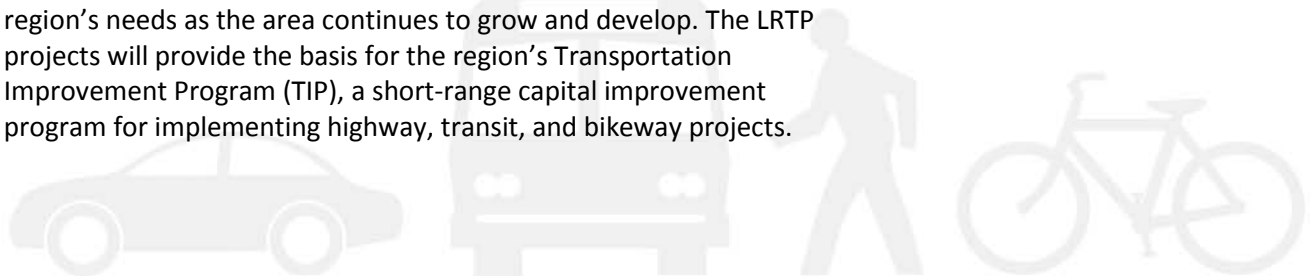 region’s needs as the area continues to grow and develop. The LRTP
projects will provide the basis for the region’s Transportation
Improvement Program (TIP), a short-range capital improvement
program for implementing highway, transit, and bikeway projects.